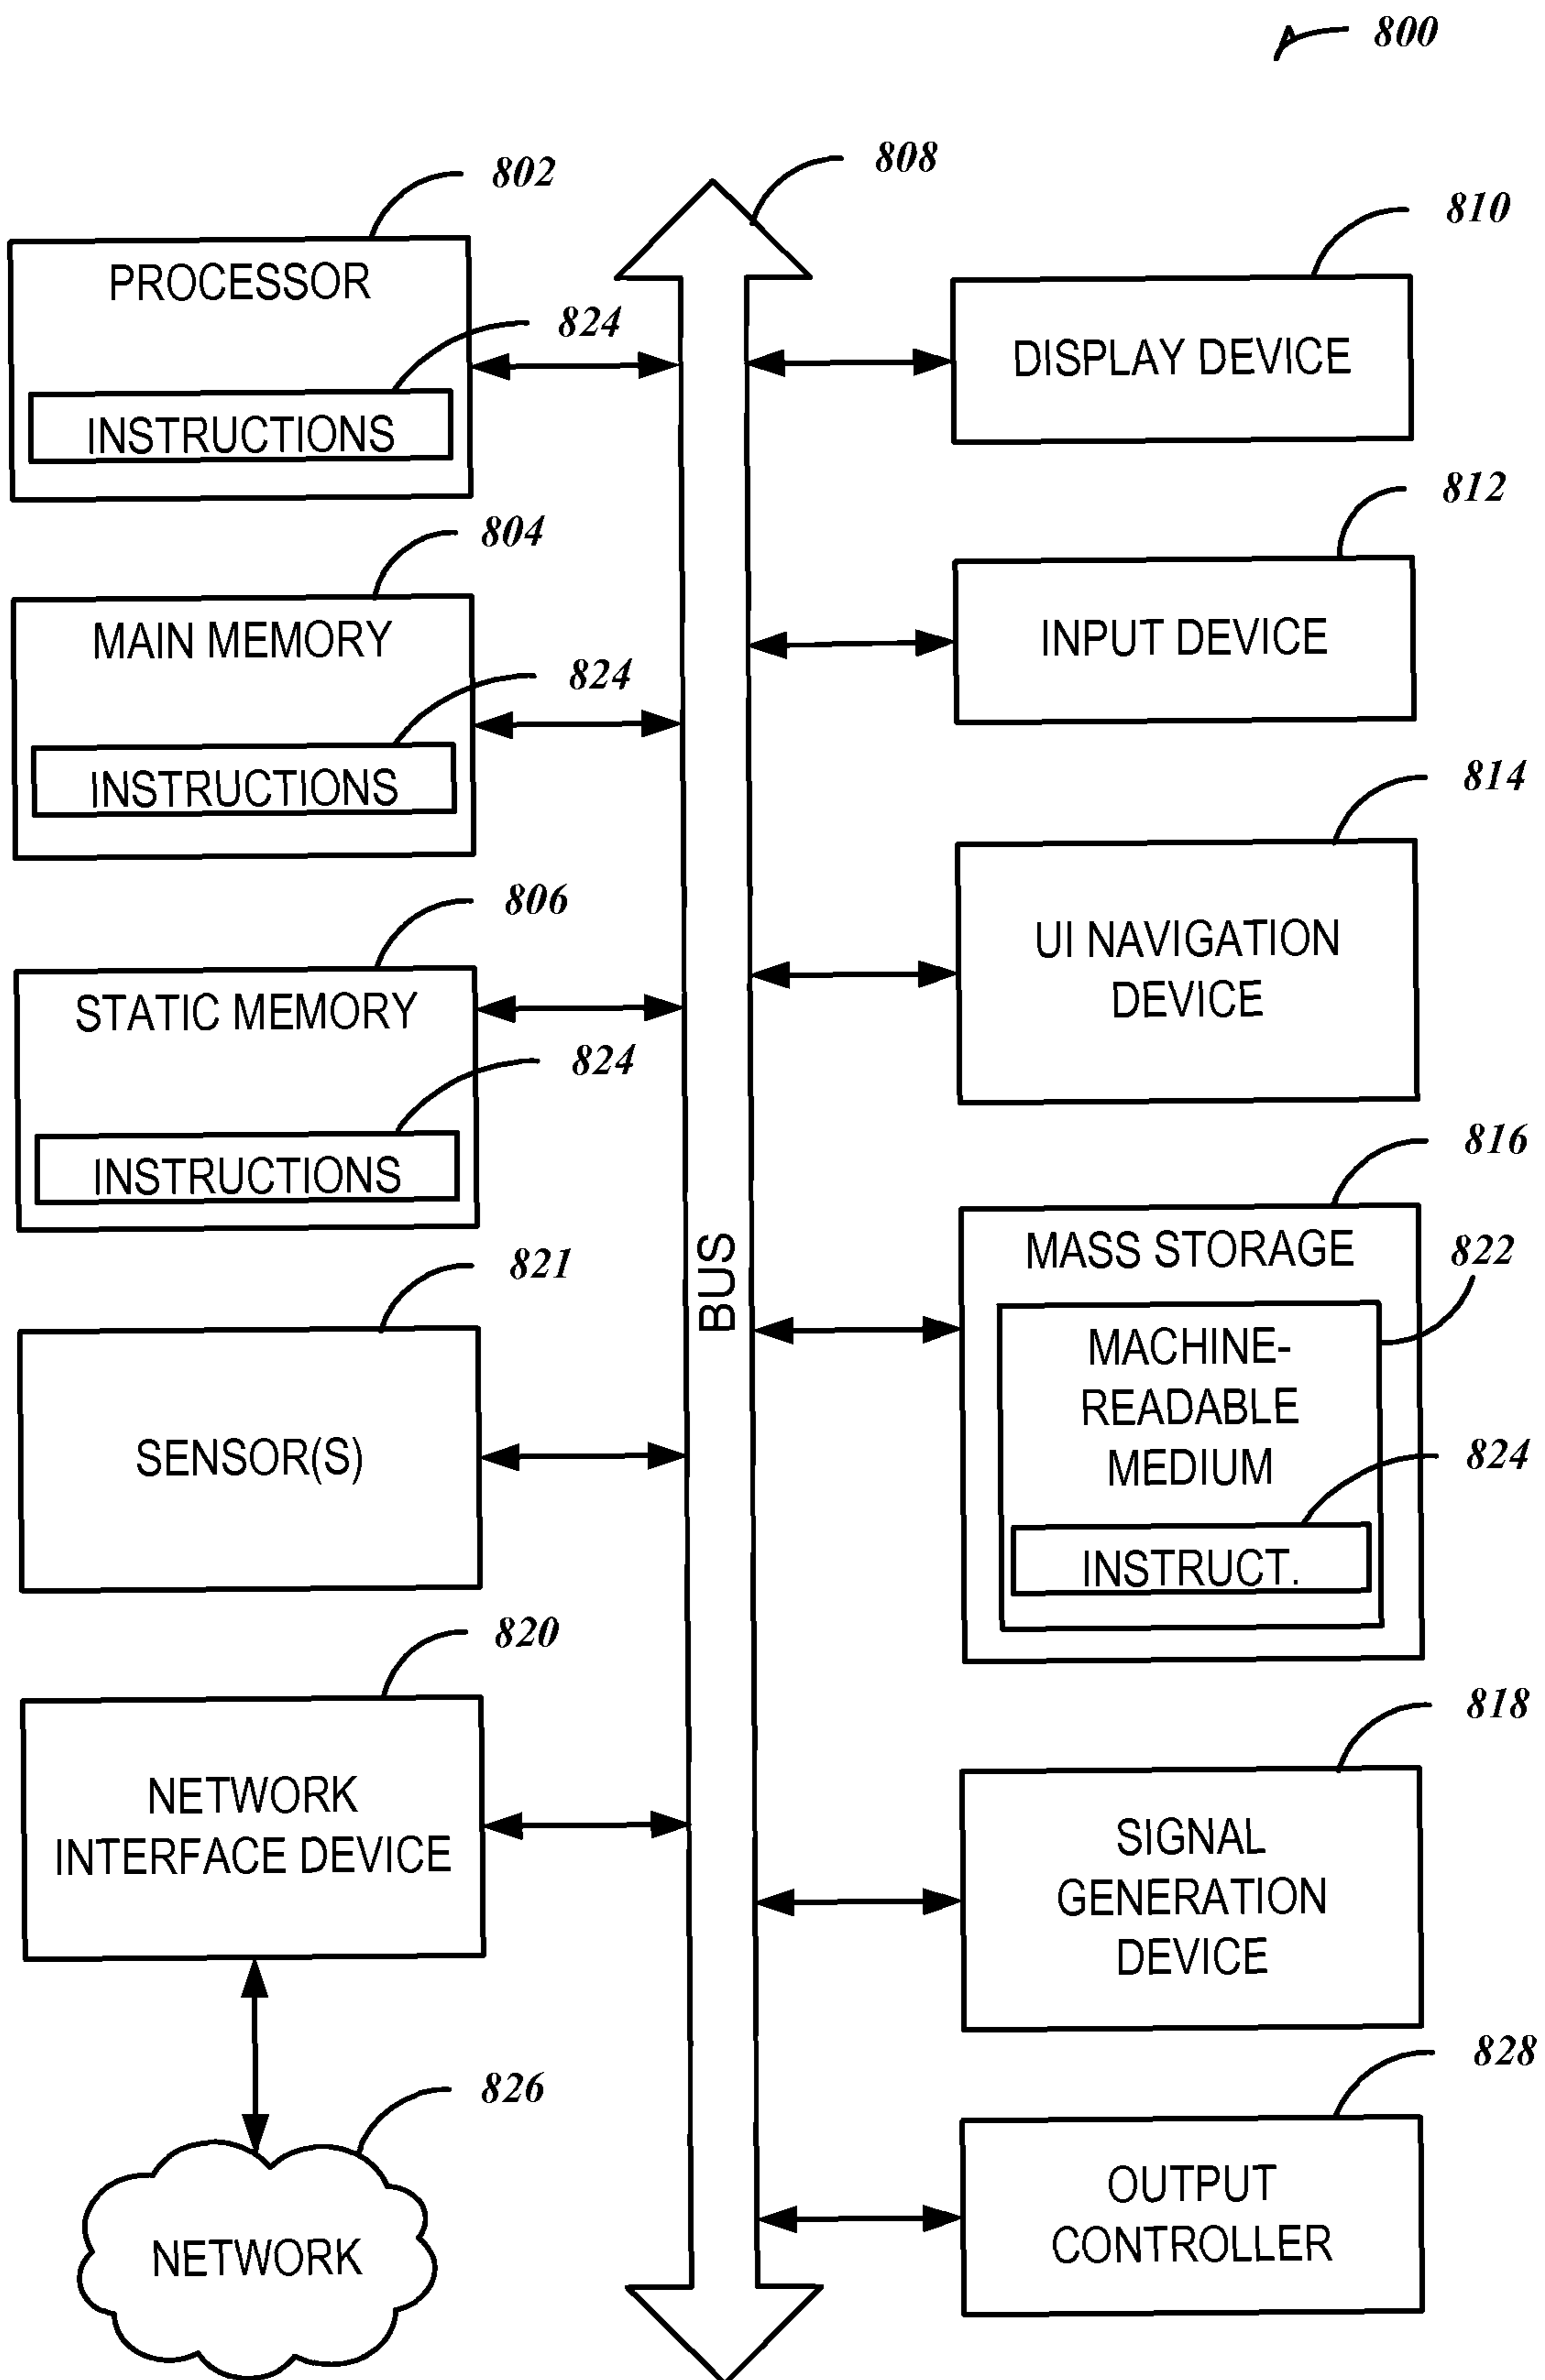 800
802
PROCESSOR
824
INSTRUCTIONS
804
MAIN MEMORY
824
INSTRUCTIONS
806
STATIC MEMORY
824
INSTRUCTIONS
821
SENSOR(S)
820
NETWORK
INTERFACE DEVICE
826
NETWORK
808
BUS
810
DISPLAY DEVICE
812
INPUT DEVICE
814
UI NAVIGATION
DEVICE
816
MASS STORAGE
822
MACHINE-
READABLE
MEDIUM
824
INSTRUCT.
818
SIGNAL
GENERATION
DEVICE
828
OUTPUT
CONTROLLER